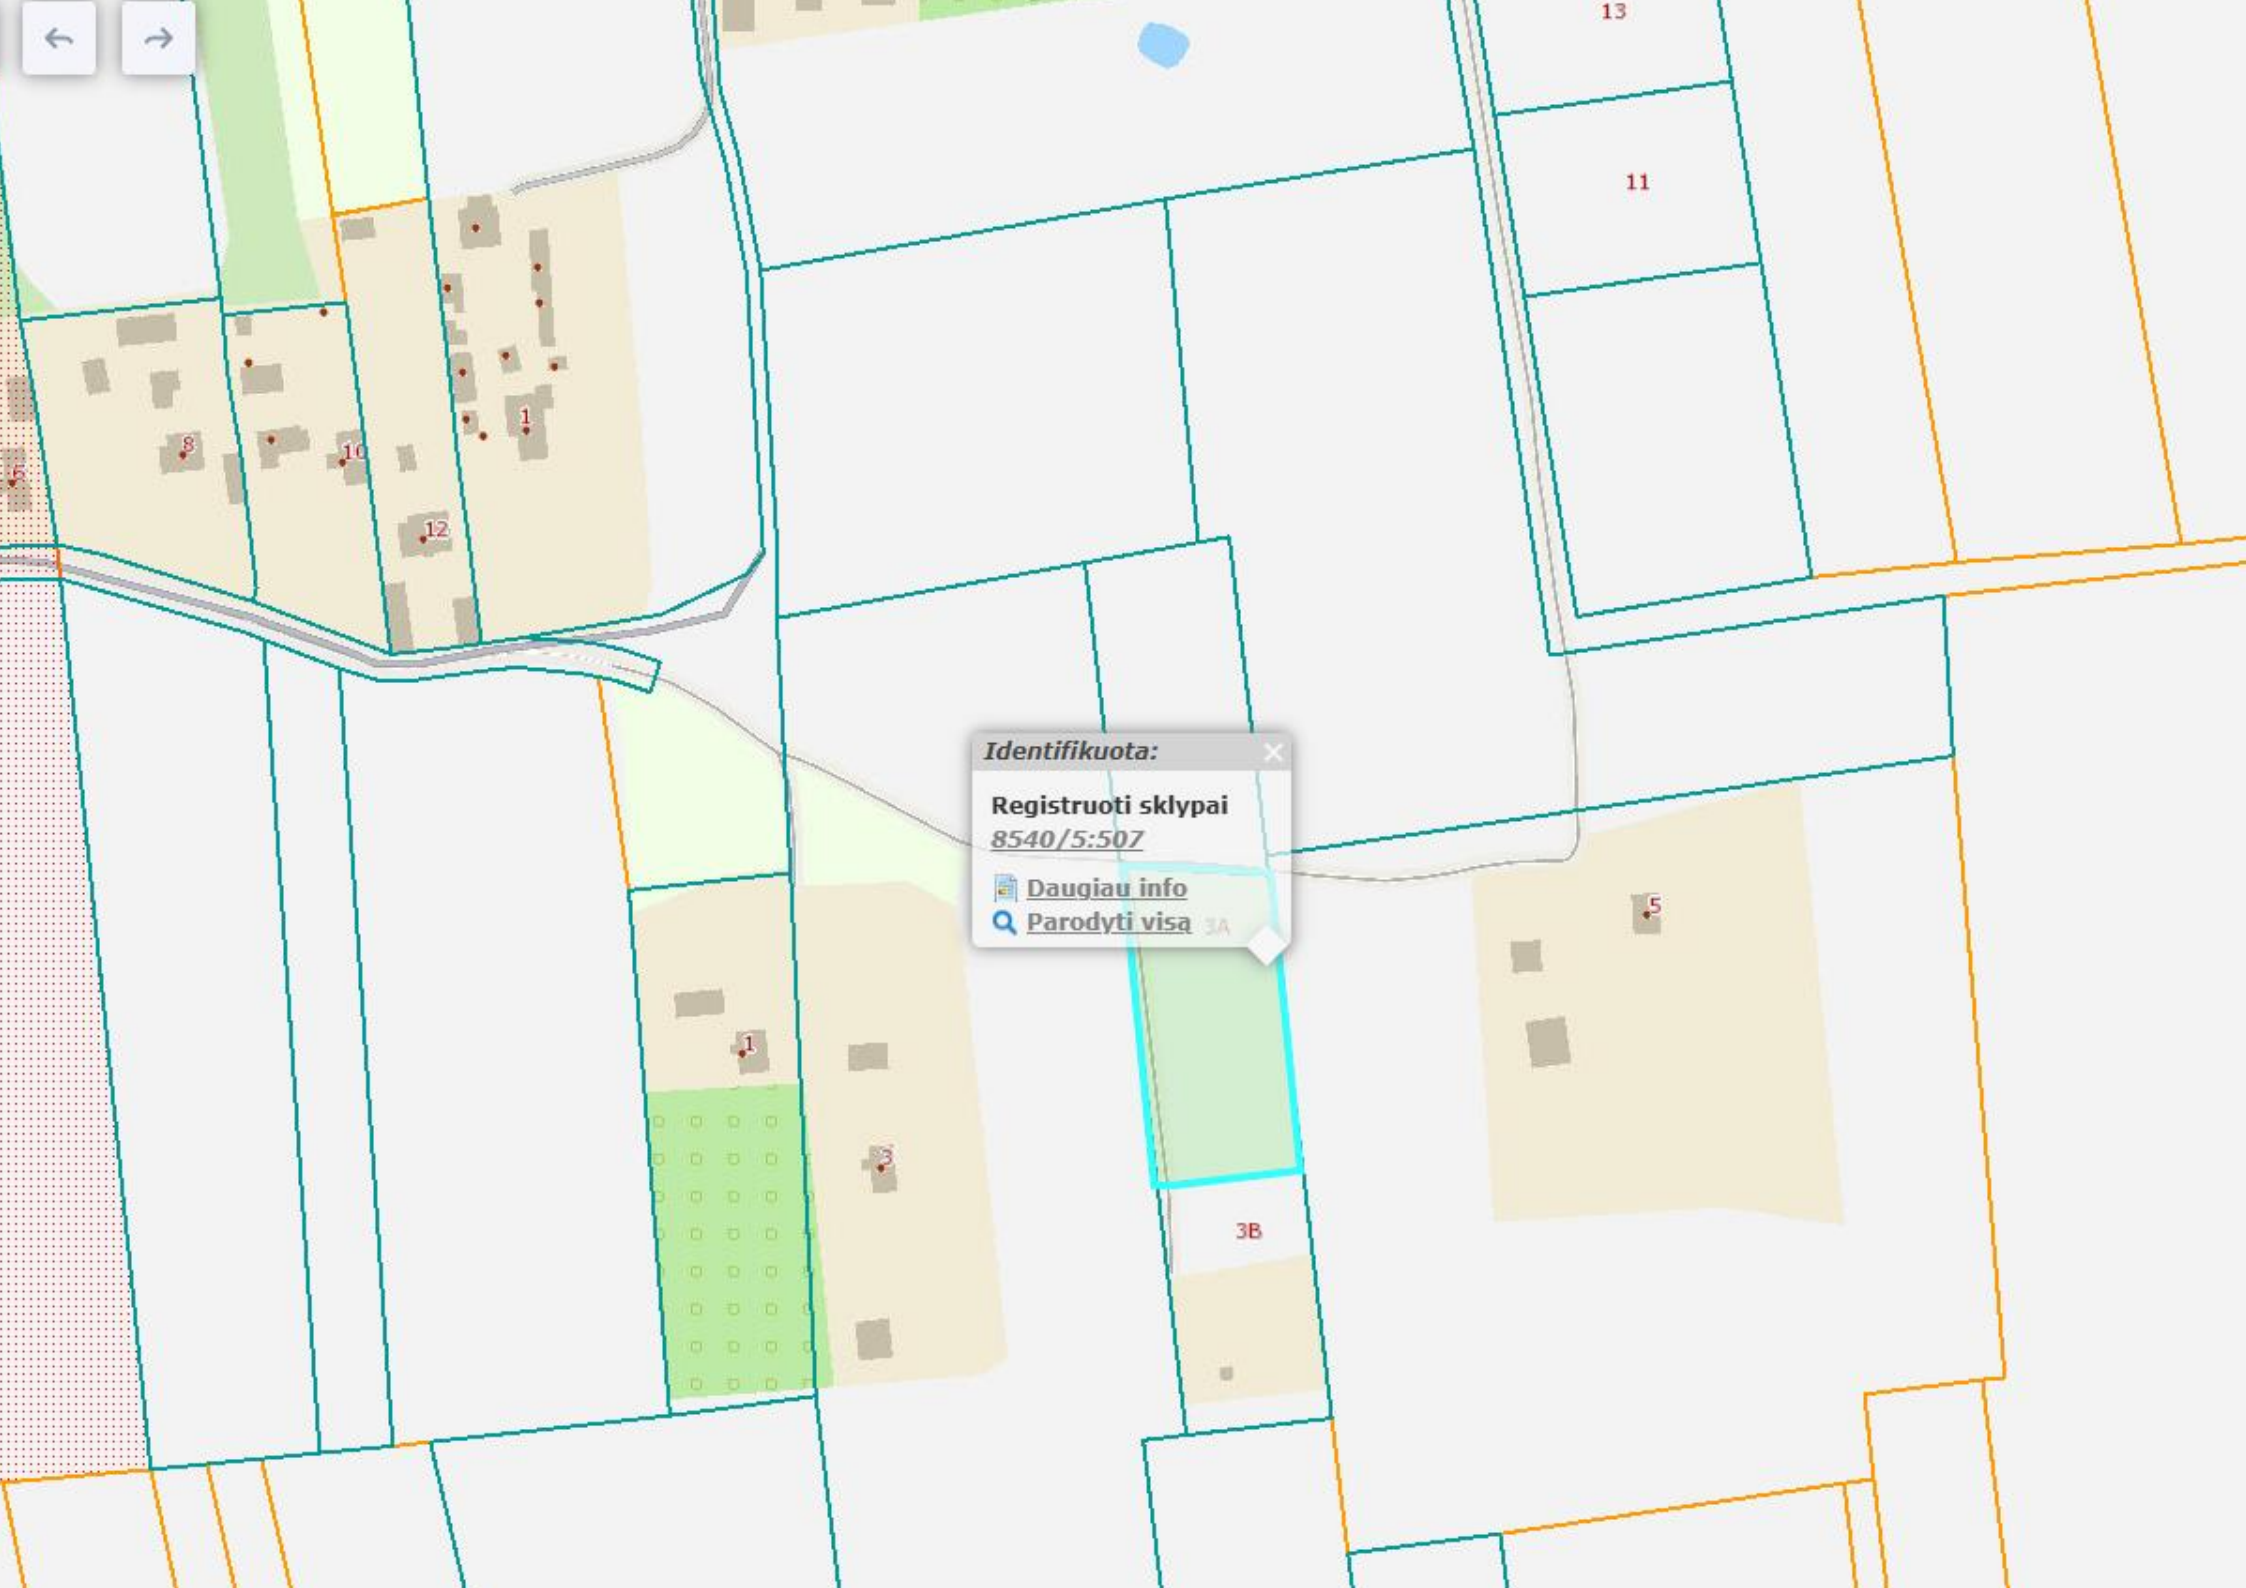 13
11
1
8
10
6
12
Identifikuota:
Registruoti sklypai
8540/5:507
Daugiau info
Parodyti visą
3A
5
1
3
3B